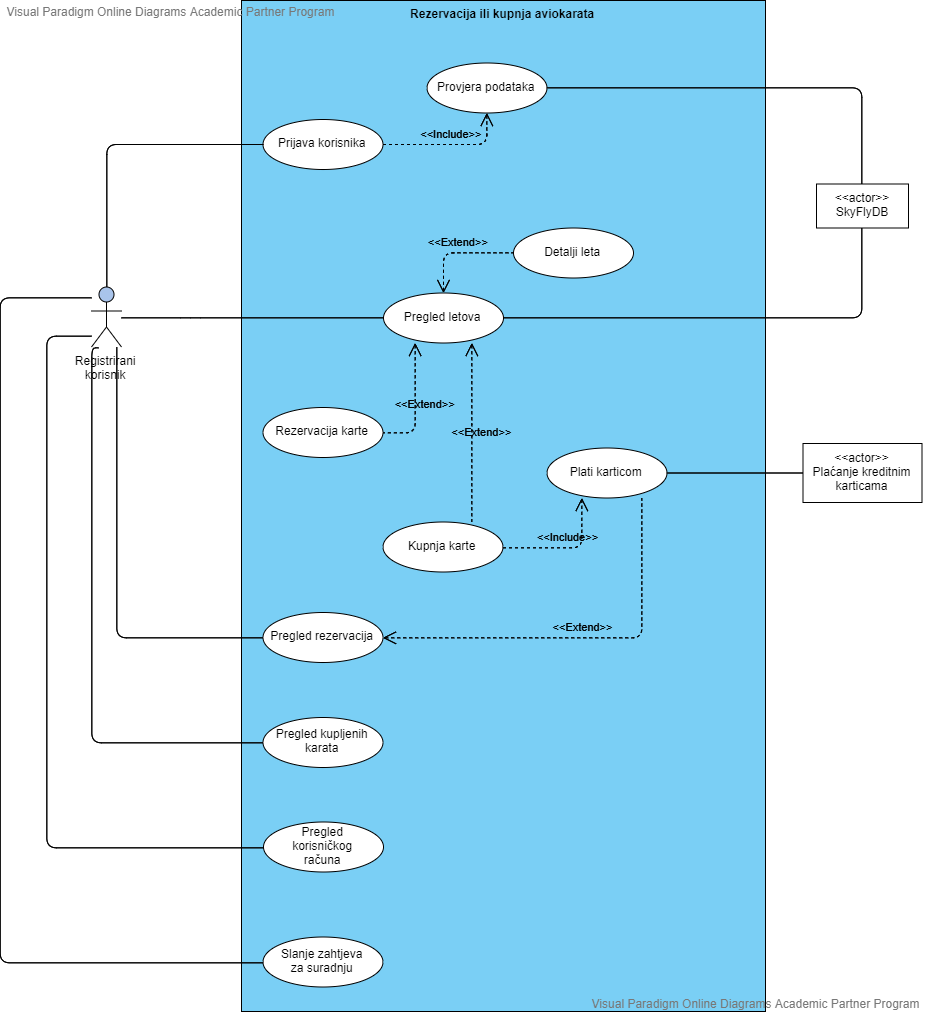 Visual Paradigm Online Diagrams Academic Partner Program
Rezervacija ili kupnja aviokarata
Provjera podataka
<<Include>>
Prijava korisnika
<<actor>>
SkyFlyDB
<<Extend>>
Detalji leta
Pregled letova
Registrirani
korisnik
<<Extend>>
Rezervacija karte
<<Extend>>
Plati karticom
<<actor>>
Plaćanje kreditnim
karticama
<<Include>>
Kupnja karte
<<Extend>>
Pregled rezervacija
Pregled kupljenih
karata
Pregled
korisničkog
računa
Slanje zahtjeva
za suradnju
Visual Paradigm Online Diagrams Academic Partner Program